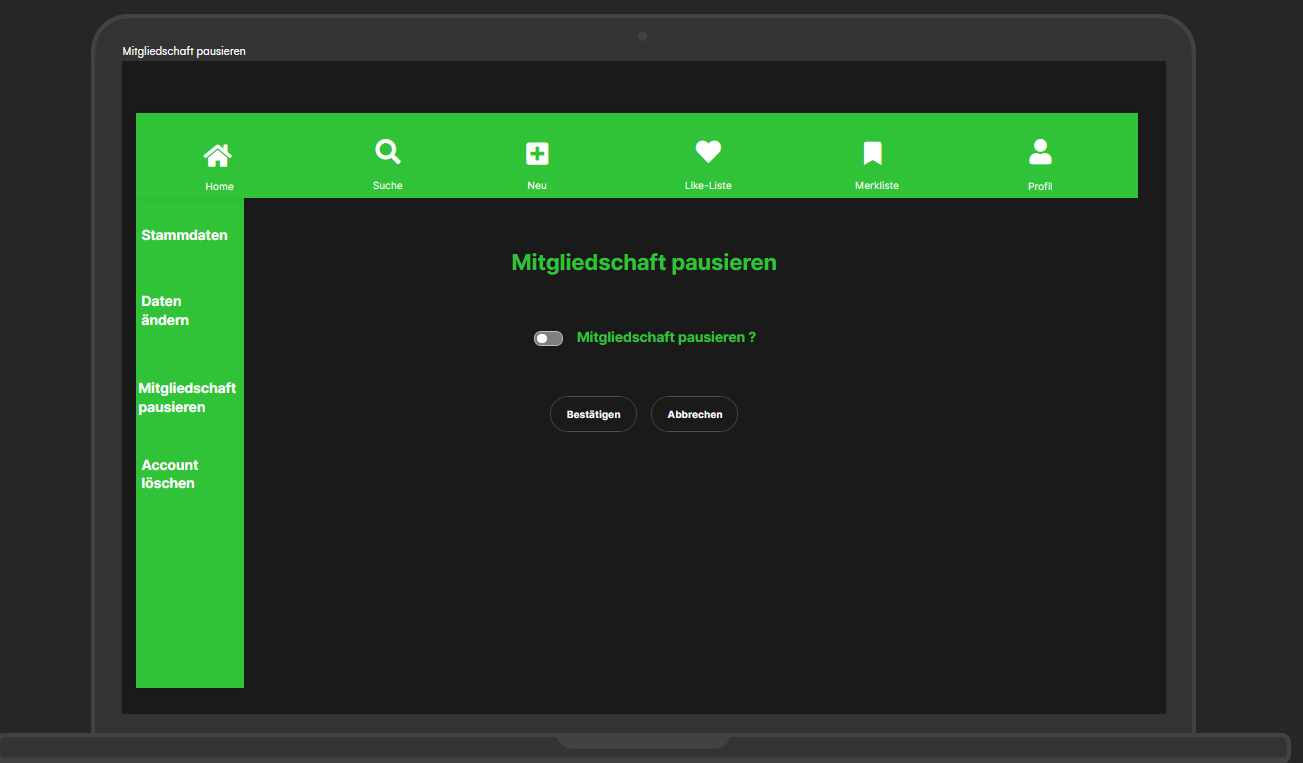 Mitgliedschaft pausieren
Home
Suche
Neu
Like-Liste
Merkliste
Profil
Stammdaten
Daten
ändern
Mitgliedschaft
pausieren
Account
löschen
Mitgliedschaft pausieren
Mitgliedschaft pausieren ?
Bestätigen
Abbrechen